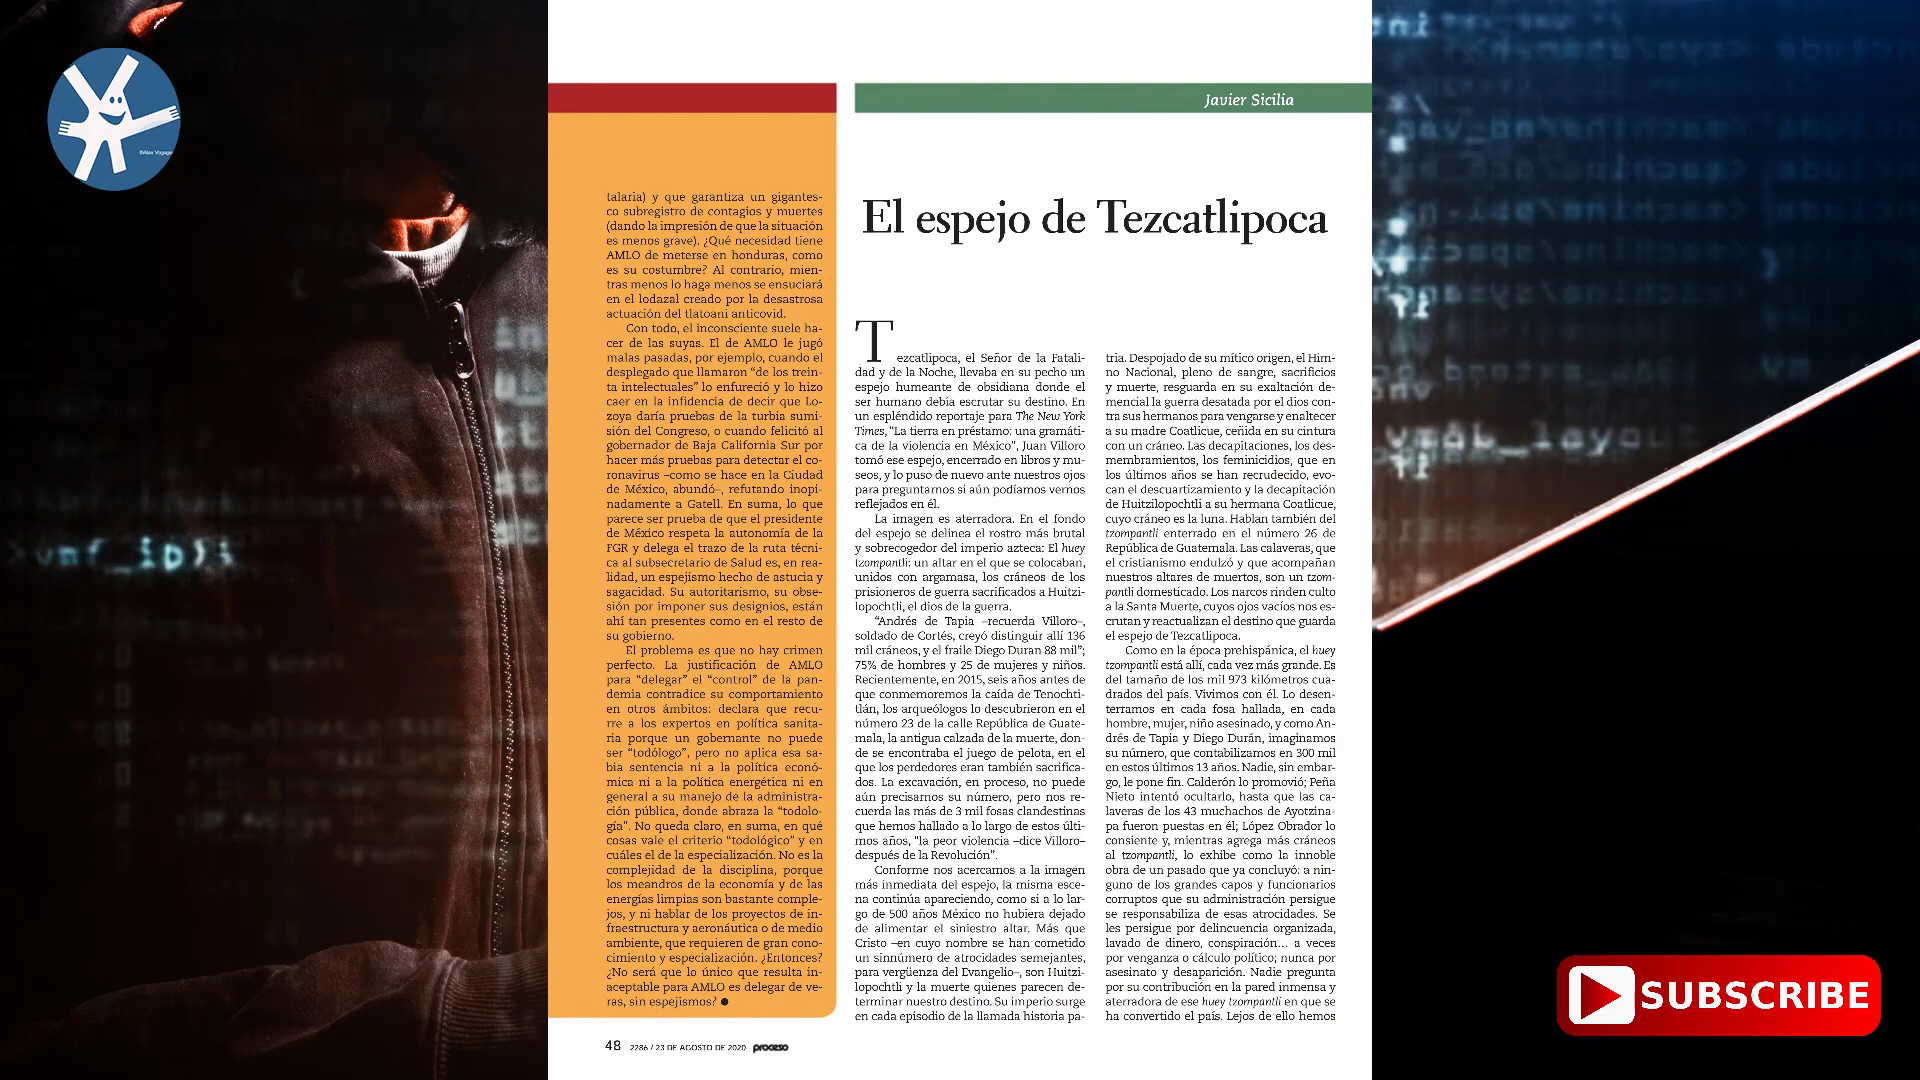 ©Alex Vogager
talaria) y que garantiza un gigantes-
co subregistro de contagios y muertes
(dando la impresión de que la situación
es menos grave). ¿Qué necesidad tiene
AMLO de meterse en honduras, como
es su costumbre? Al contrario, mien-
tras menos lo haga menos se ensuciará
en el lodazal creado por la desastrosa
actuación del tlatoani anticovid.
Con todo, el inconsciente suele ha-
cer de las suyas. El de AMLO le jugó
malas pasadas, por ejemplo, cuando el
desplegado que llamaron “de los trein-
ta intelectuales” lo enfureció y lo hizo
caer en la infidencia de decir que Lo-
zoya daría pruebas de la turbia sumi-
sión del Congreso, o cuando felicitó al
gobernador de Baja California Sur por
hacer más pruebas para detectar el co-
ronavirus –como se hace en la Ciudad
de México, abundó–, refutando inopi-
nadamente a Gatell. En suma, lo que
parece ser prueba de que el presidente
de México respeta la autonomía de la
FGR y delega el trazo de la ruta técni-
ca al subsecretario de Salud es, en rea-
lidad, un espejismo hecho de astucia y
sagacidad. Su autoritarismo, su obse-
sión por imponer sus designios, están
ahí tan presentes como en el resto de
su gobierno.
El problema es que no hay crimen
perfecto. La justificación de AMLO
para “delegar” el “control” de la pan-
demia contradice su comportamiento
en otros ámbitos: declara que recu-
rre a los expertos en política sanita-
ria porque un gobernante no puede
ser “todólogo”, pero no aplica esa sa-
bia sentencia ni a la política econó-
mica ni a la política energética ni en
general a su manejo de la administra-
ción pública, donde abraza la “todolo-
gía”. No queda claro, en suma, en qué
cosas vale el criterio “todológico” y en
cuáles el de la especialización. No es la
complejidad de la disciplina, porque
los meandros de la economía y de las
energías limpias son bastante comple-
jos, y ni hablar de los proyectos de in-
fraestructura y aeronáutica o de medio
ambiente, que requieren de gran cono-
cimiento y especialización. ¿Entonces?
¿No será que lo único que resulta in-
aceptable para AMLO es delegar de ve-
ras, sin espejismos? ●
Javier Sicilia
El espejo de Tezcatlipoca
Tezcatlipoca, el Señor de la Fatali-
dad y de la Noche, llevaba en su pecho un
espejo humeante de obsidiana donde el
ser humano debía escrutar su destino. En
un espléndido reportaje para The New York
Times, “La tierra en préstamo: una gramáti-
ca de la violencia en México”, Juan Villoro
tomó ese espejo, encerrado en libros y mu-
seos, y lo puso de nuevo ante nuestros ojos
para preguntarnos si aún podíamos vernos
reflejados en él.
La imagen es aterradora. En el fondo
del espejo se delinea el rostro más brutal
y sobrecogedor del imperio azteca: El huey
tzompantli: un altar en el que se colocaban,
unidos con argamasa, los cráneos de los
prisioneros de guerra sacrificados a Huitzi-
lopochtli, el dios de la guerra.
“Andrés de Tapia –recuerda Villoro–,
soldado de Cortés, creyó distinguir allí 136
mil cráneos, y el fraile Diego Duran 88 mil”;
75% de hombres y 25 de mujeres y niños.
Recientemente, en 2015, seis años antes de
que conmemoremos la caída de Tenochti-
tlán, los arqueólogos lo descubrieron en el
número 23 de la calle República de Guate-
mala, la antigua calzada de la muerte, don-
de se encontraba el juego de pelota, en el
que los perdedores eran también sacrifica-
dos. La excavación, en proceso, no puede
aún precisarnos su número, pero nos re-
cuerda las más de 3 mil fosas clandestinas
que hemos hallado a lo largo de estos últi-
mos años, “la peor violencia –dice Villoro–
después de la Revolución”.
Conforme nos acercamos a la imagen
más inmediata del espejo, la misma esce-
na continúa apareciendo, como si a lo lar-
go de 500 años México no hubiera dejado
de alimentar el siniestro altar. Más que
Cristo –en cuyo nombre se han cometido
un sinnúmero de atrocidades semejantes,
para vergüenza del Evangelio–, son Huitzi-
lopochtli y la muerte quienes parecen de-
terminar nuestro destino. Su imperio surge
en cada episodio de la llamada historia pa-
tria. Despojado de su mítico origen, el Him-
no Nacional, pleno de sangre, sacrificios
y muerte, resguarda en su exaltación de-
mencial la guerra desatada por el dios con-
tra sus hermanos para vengarse y enaltecer
a su madre Coatlicue, ceñida en su cintura
con un cráneo. Las decapitaciones, los des-
membramientos, los feminicidios, que en
los últimos años se han recrudecido, evo-
can el descuartizamiento y la decapitación
de Huitzilopochtli a su hermana Coatlicue,
cuyo cráneo es la luna. Hablan también del
tzompantli enterrado en el número 26 de
República de Guatemala. Las calaveras, que
el cristianismo endulzó y que acompañan
nuestros altares de muertos, son un tzom-
pantli domesticado. Los narcos rinden culto
a la Santa Muerte, cuyos ojos vacíos nos es-
crutan y reactualizan el destino que guarda
el espejo de Tezcatlipoca.
Como en la época prehispánica, el huey
tzompantli está allí, cada vez más grande. Es
del tamaño de los mil 973 kilómetros cua-
drados del país. Vivimos con él. Lo desen-
terramos en cada fosa hallada, en cada
hombre, mujer, niño asesinado, y como An-
drés de Tapia y Diego Durán, imaginamos
su número, que contabilizamos en 300 mil
en estos últimos 13 años. Nadie, sin embar-
go, le pone fin. Calderón lo promovió; Peña
Nieto intentó ocultarlo, hasta que las ca-
laveras de los 43 muchachos de Ayotzina-
pa fueron puestas en él; López Obrador lo
consiente y, mientras agrega más cráneos
al tzompantli, lo exhibe como la innoble
obra de un pasado que ya concluyó: a nin-
guno de los grandes capos y funcionarios
corruptos que su administración persigue
se responsabiliza de esas atrocidades. Se
les persigue por delincuencia organizada,
lavado de dinero, conspiración... a veces
por venganza o cálculo político; nunca por
asesinato y desaparición. Nadie pregunta
por su contribución en la pared inmensa y
aterradora de ese huey tzompantli en que se
ha convertido el país. Lejos de ello hemos
48 2286 / 23 DE AGOSTO DE 2020 proceso
SUBSCRIBE